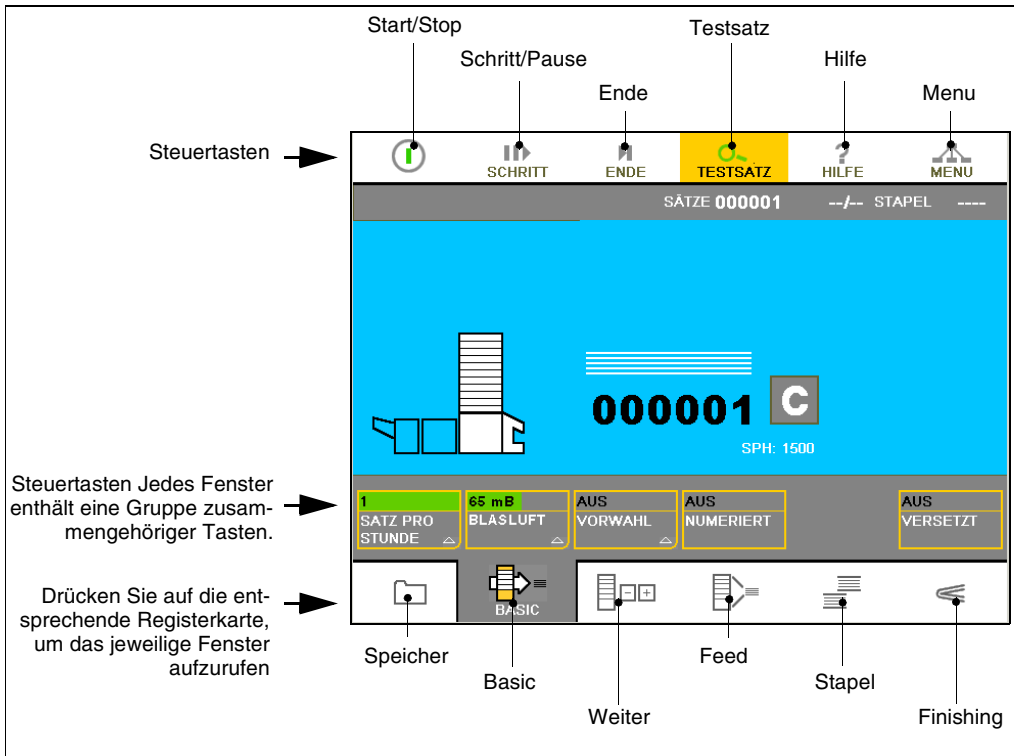 Start/Stop
Testsatz
Schritt/Pause
Hilfe
Ende
Menu
Steuertasten
SCHRITT
ENDE
TESTSATZ
HILFE
MENU
SÄTZE 000001 --/-- STAPEL ----
000001 C
SPH: 1500
Steuertasten Jedes Fenster
enthält eine Gruppe zusam-
mengehöriger Tasten.
1
SATZ PRO
STUNDE
65 mB
BLASLUFT
AUS
VORWAHL
AUS
NUMERIERT
AUS
VERSETZT
Drücken Sie auf die ent-
sprechende Registerkarte,
um das jeweilige Fenster
aufzurufen
BASIC
Speicher
Feed
Basic
Stapel
Weiter
Finishing